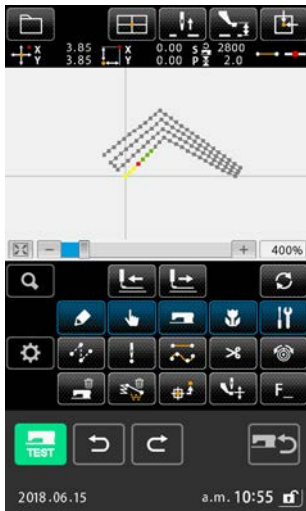 X 3.85 X 0.00 S 2800
Y 3.85 Y 0.00 P 2.0
400%
W
F_
TEST
2018.06.15 a.m. 10:55